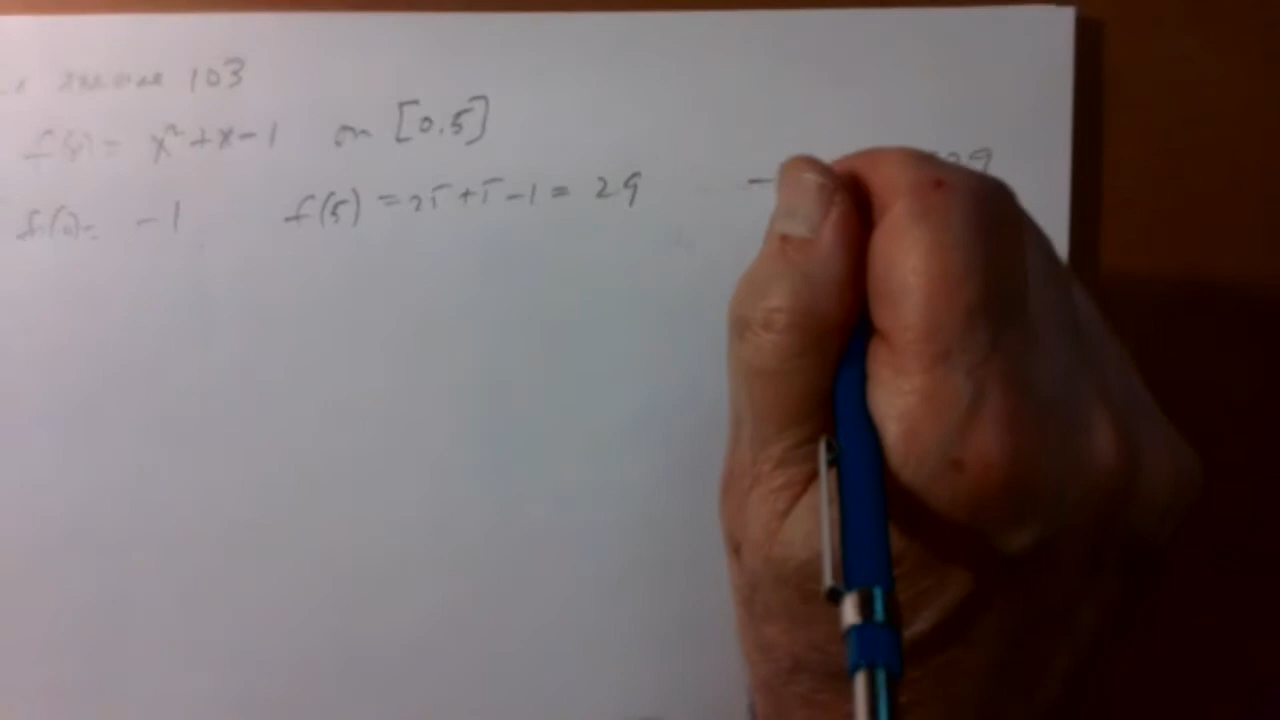 103
f(x) = x² + x - 1 on [0,5]
f(0) = -1 f(5) = 25 + 5 - 1 = 29 -